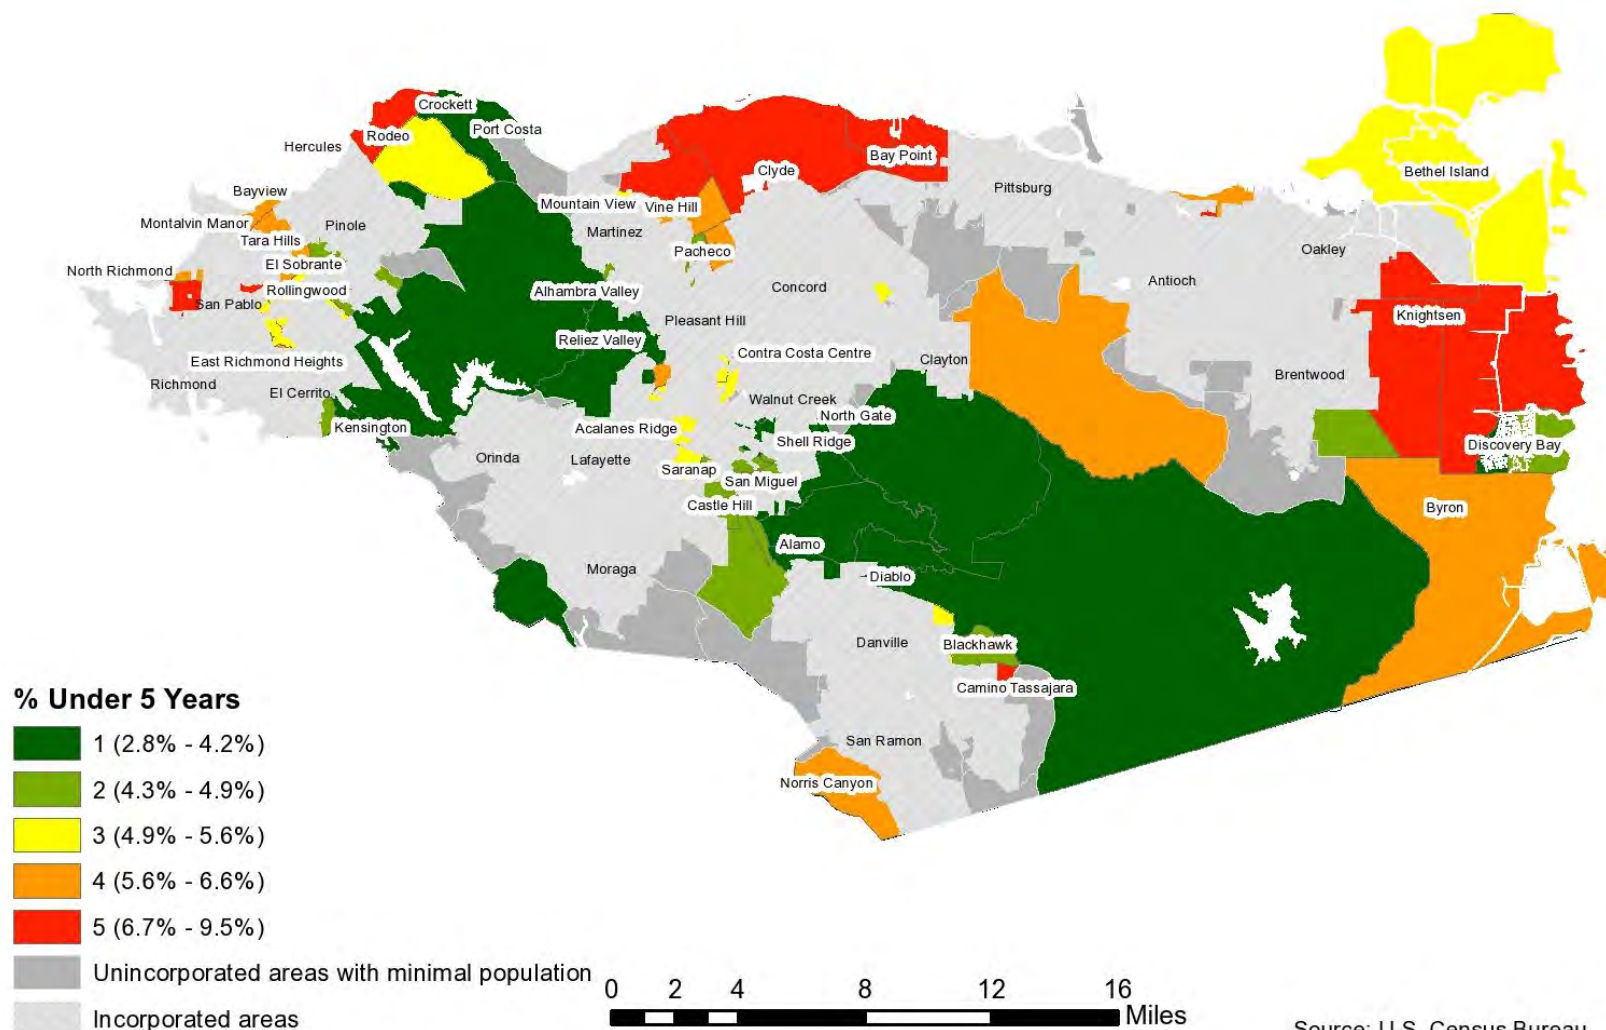 Crockett
Port Costa
Rodeo
Hercules
Clyde
Bay Point
Bethel Island
Bayview
Mountain View
Vine Hill
Pittsburg
Montalvin Manor
Pinole
Martinez
Tara Hills
Pacheco
Oakley
North Richmond
El Sobrante
Antioch
Rollingwood
Alhambra Valley
Concord
San Pablo
Knightsen
Pleasant Hill
Reliez Valley
Contra Costa Centre
East Richmond Heights
Clayton
Brentwood
Richmond
El Cerrito
Walnut Creek
North Gate
Kensington
Acalanes Ridge
Shell Ridge
Discovery Bay
Orinda
Lafayette
Saranap
San Miguel
Castle Hill
Byron
Alamo
Moraga
Diablo
Danville
Blackhawk
Camino Tassajara
San Ramon
Norris Canyon
% Under 5 Years
1 (2.8% - 4.2%)
2 (4.3% - 4.9%)
3 (4.9% - 5.6%)
4 (5.6% - 6.6%)
5 (6.7% - 9.5%)
Unincorporated areas with minimal population
Incorporated areas
0 2 4 8 12 16
Miles
Source: U.S. Census Bureau